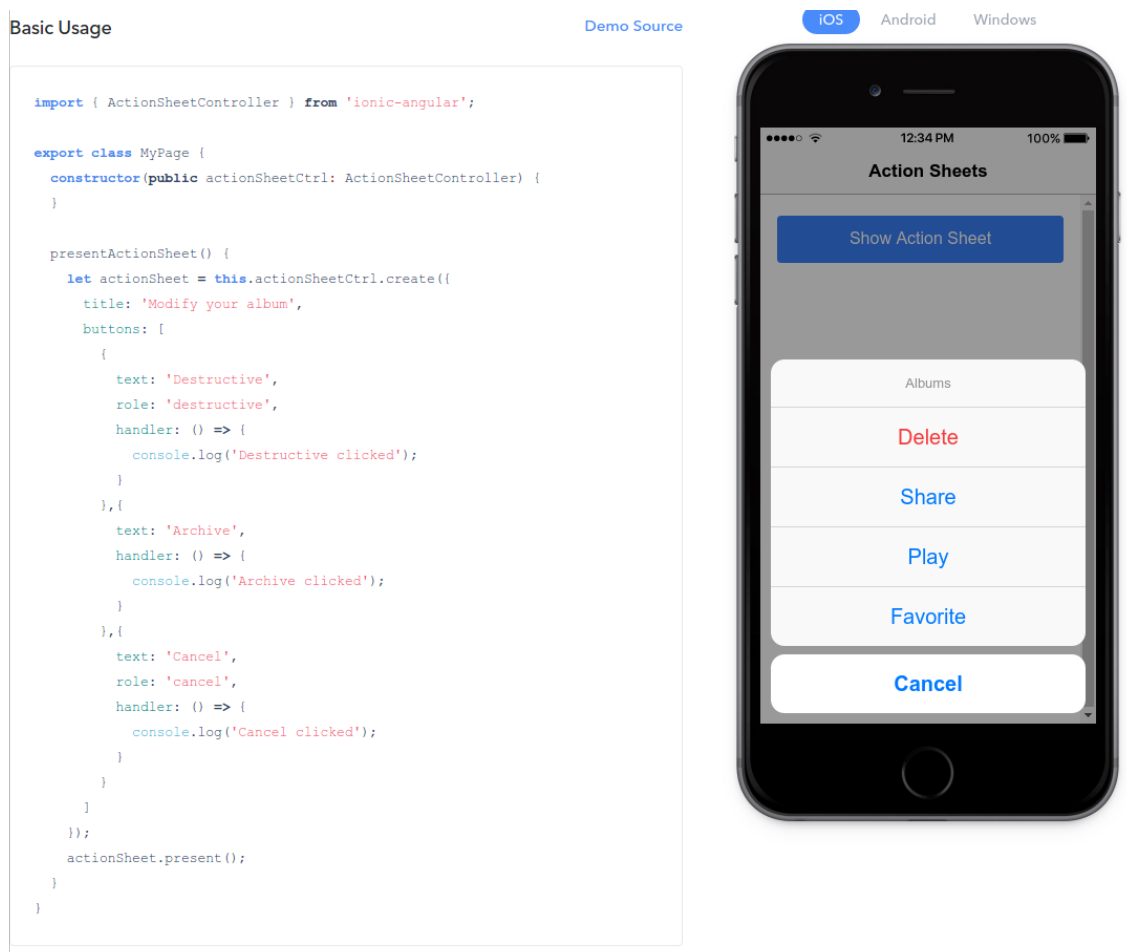 Basic Usage
Demo Source
import { ActionSheetController } from 'ionic-angular';
export class MyPage {
constructor(public actionSheetCtrl: ActionSheetController) {
}
presentActionSheet() {
let actionSheet = this.actionSheetCtrl.create({
title: 'Modify your album',
buttons: [
{
text: 'Destructive',
role: 'destructive',
handler: () => {
console.log('Destructive clicked');
}
},{
text: 'Archive',
handler: () => {
console.log('Archive clicked');
}
},{
text: 'Cancel',
role: 'cancel',
handler: () => {
console.log('Cancel clicked');
}
}
]
});
actionSheet.present();
}
}
iOS Android Windows
12:34 PM 100%
Action Sheets
Show Action Sheet
Albums
Delete
Share
Play
Favorite
Cancel